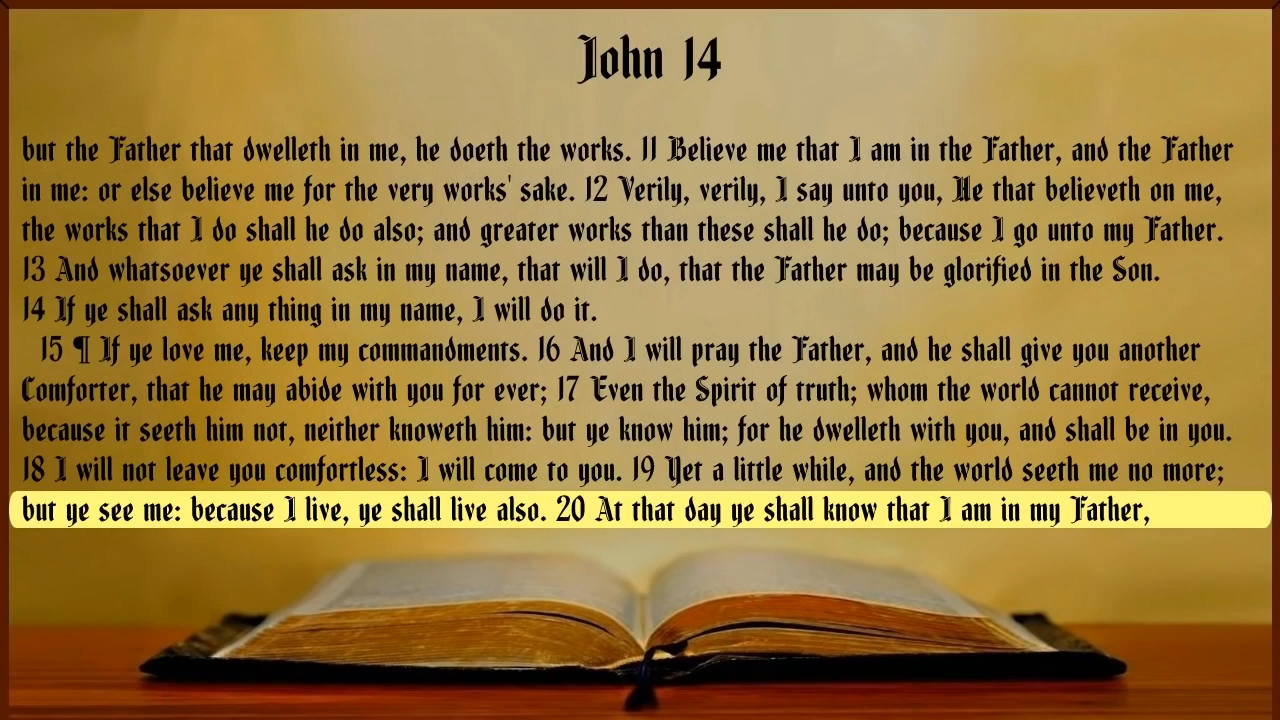 John 14
but the Father that dwelleth in me, he doeth the works. 11 Believe me that I am in the Father, and the Father
in me: or else believe me for the very works' sake. 12 Verily, verily, I say unto you, He that believeth on me,
the works that I do shall he do also; and greater works than these shall he do; because I go unto my Father.
13 And whatsoever ye shall ask in my name, that will I do, that the Father may be glorified in the Son.
14 If ye shall ask any thing in my name, I will do it.
15 ¶ If ye love me, keep my commandments. 16 And I will pray the Father, and he shall give you another
Comforter, that he may abide with you for ever; 17 Even the Spirit of truth; whom the world cannot receive,
because it seeth him not, neither knoweth him: but ye know him; for he dwelleth with you, and shall be in you.
18 I will not leave you comfortless: I will come to you. 19 Yet a little while, and the world seeth me no more;
but ye see me: because I live, ye shall live also. 20 At that day ye shall know that I am in my Father,